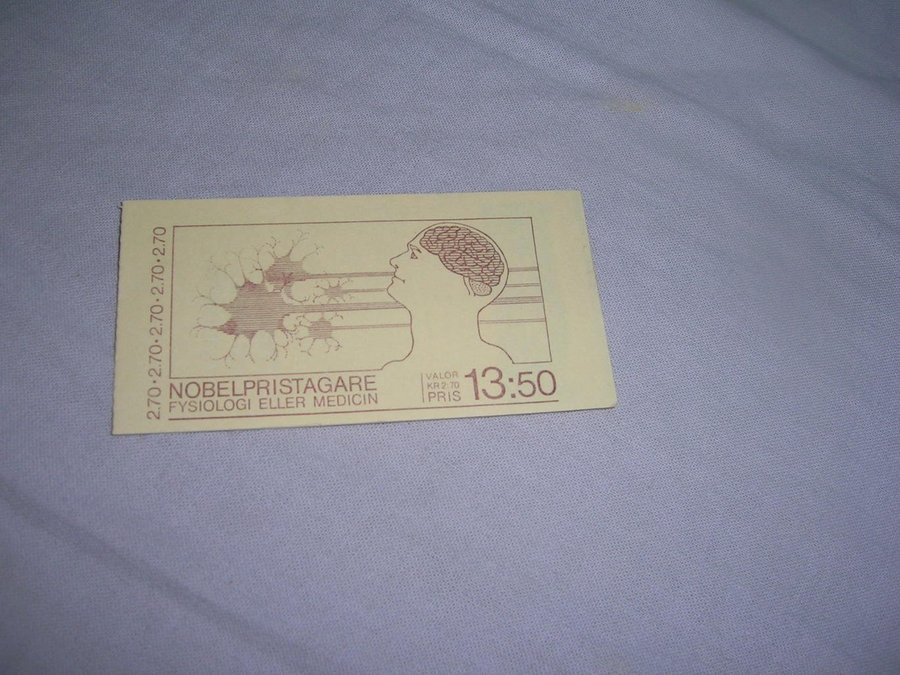 2.70·2.70·2.70·2.70·2.70
NOBELPRISTAGARE
FYSIOLOGI ELLER MEDICIN
VALÖR
KR 2:70
PRIS 13:50